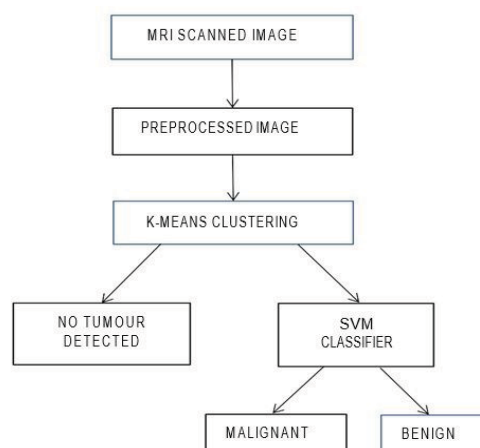 MRI SCANNED IMAGE
PREPROCESSED IMAGE
K-MEANS CLUSTERING
NO TUMOUR
DETECTED
SVM
CLASSIFIER
MALIGNANT
BENIGN